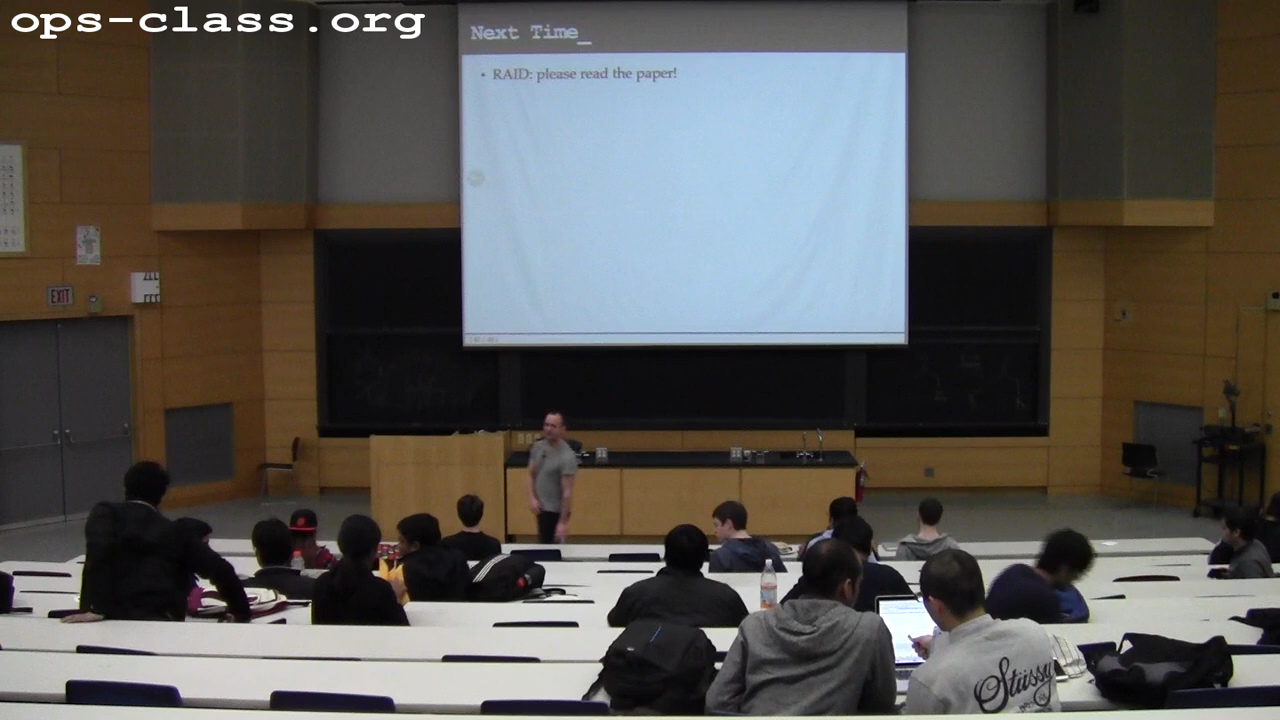 ops-class.org
Next Time_
• RAID: please read the paper!
EXIT
Stüssy